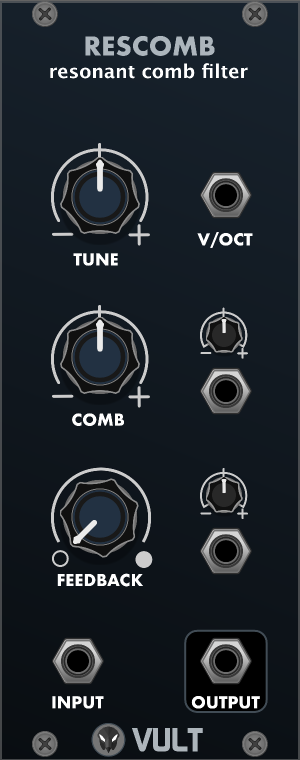 RESCOMB
resonant comb filter
TUNE
V/OCT
COMB
FEEDBACK
INPUT
OUTPUT
VULT